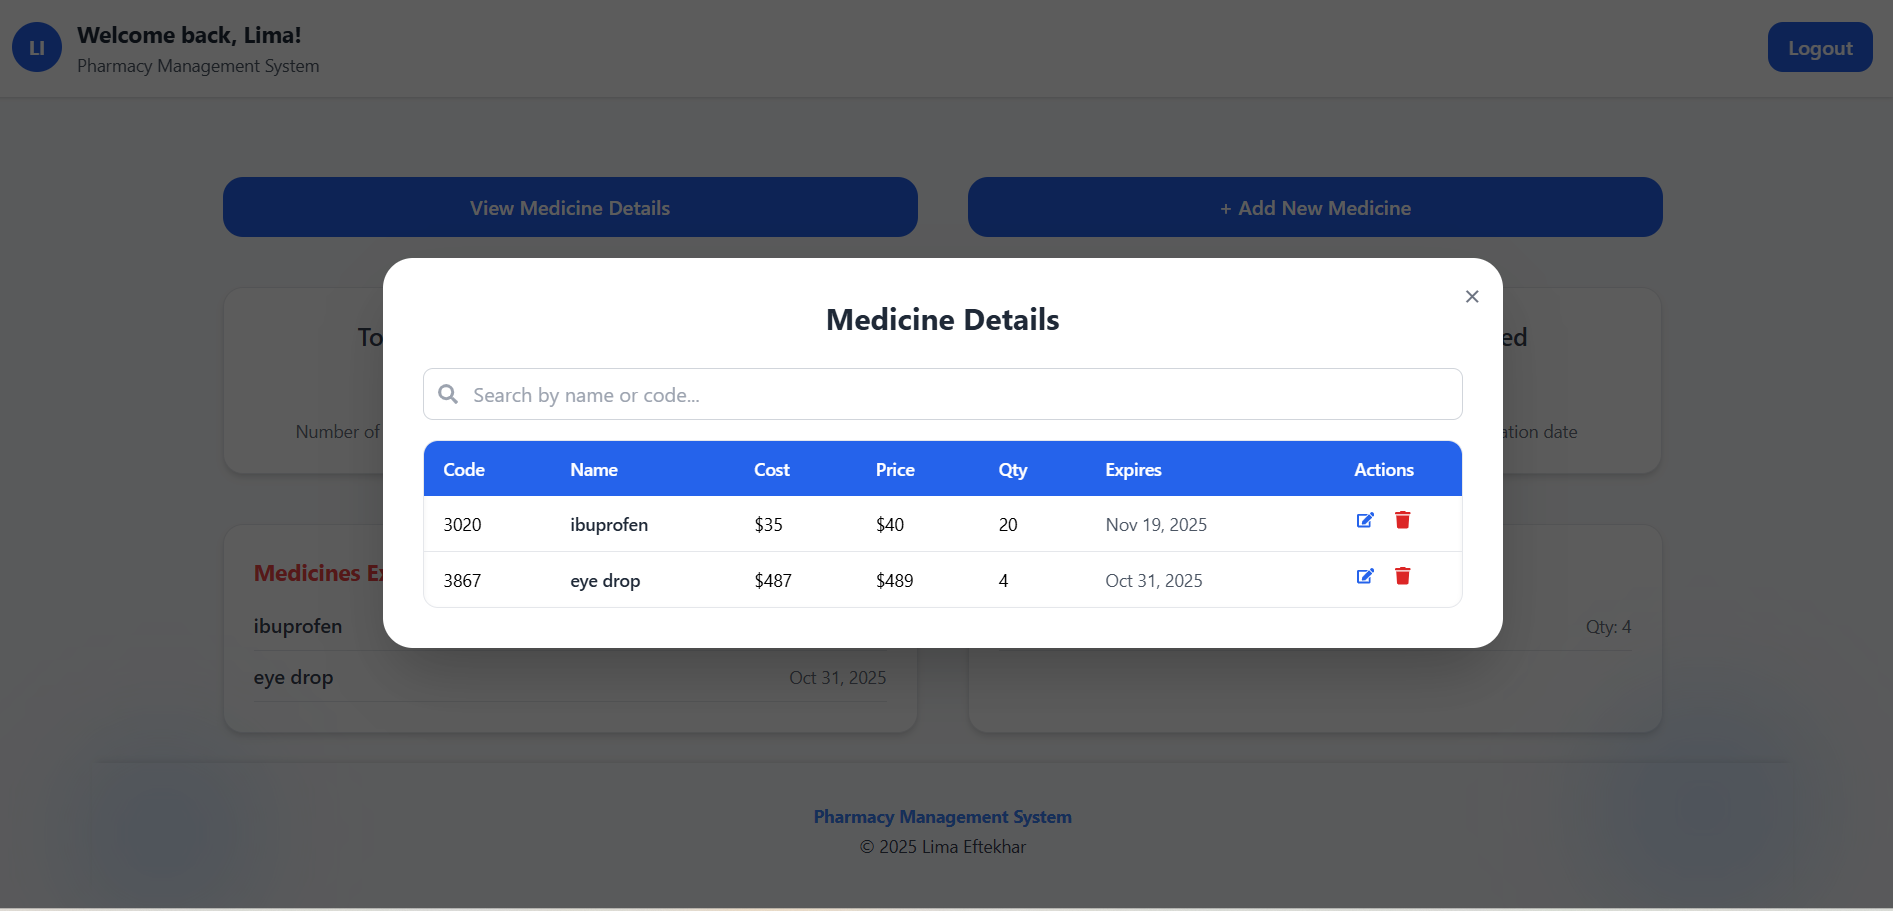 LI
Welcome back, Lima!
Pharmacy Management System
Logout
View Medicine Details
+ Add New Medicine
Medicine Details
Search by name or code...
Code Name Cost Price Qty Expires Actions
3020 ibuprofen $35 $40 20 Nov 19, 2025
3867 eye drop $487 $489 4 Oct 31, 2025
To
ed
Number of
ation date
Medicines Ex
ibuprofen
Qty: 4
eye drop Oct 31, 2025
Pharmacy Management System
© 2025 Lima Eftekhar